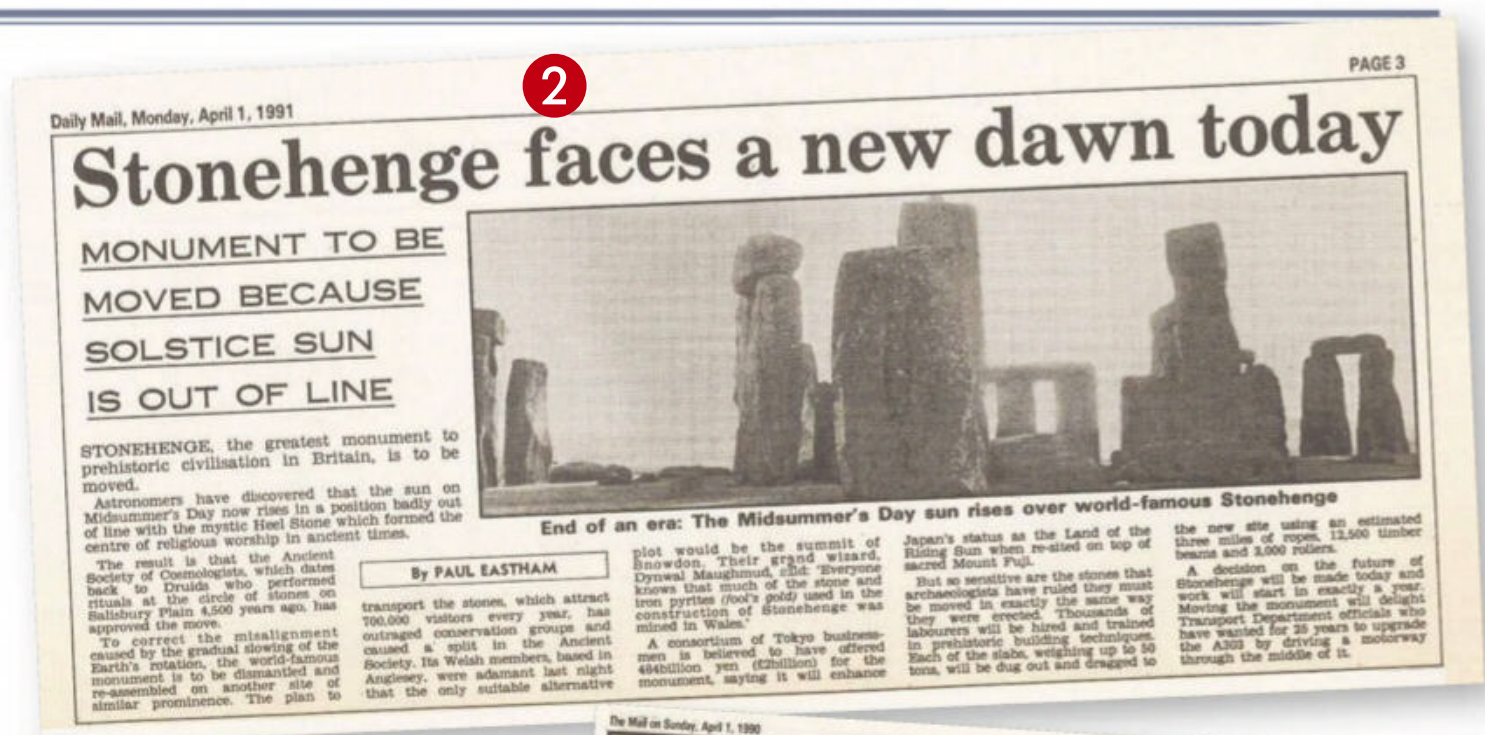 2
Daily Mail, Monday, April 1, 1991
PAGE 3
Stonehenge faces a new dawn today
MONUMENT TO BE
MOVED BECAUSE
SOLSTICE SUN
IS OUT OF LINE
STONEHENGE, the greatest monument to
prehistoric civilisation in Britain, is to be
moved.
Astronomers have discovered that the sun on
Midsummer's Day now rises in a position badly out
of line with the mystic Heel Stone which formed the
centre of religious worship in ancient times.
The result is that the Ancient
Society of Cosmologists, which dates
back to Druids who performed
rituals at the circle of stones on
Salisbury Plain 4,500 years ago, has
approved the move.
To correct the misalignment
caused by the gradual slowing of the
Earth's rotation, the world-famous
monument is to be dismantled and
re-assembled on another site of
similar prominence. The plan to
End of an era: The Midsummer's Day sun rises over world-famous Stonehenge
By PAUL EASTHAM
transport the stones, which attract
700,000 visitors every year, has
outraged conservation groups and
caused a split in the Ancient
Society. Its Welsh members, based in
Anglesey, were adamant last night
that the only suitable alternative
plot would be the summit of
Snowdon. Their grand wizard,
Dynwal Maughmud, said: 'Everyone
knows that much of the stone and
iron pyrites (fool's gold) used in the
construction of Stonehenge was
mined in Wales.'
A consortium of Tokyo business-
men is believed to have offered
484billion yen (£2billion) for the
monument, saying it will enhance
Japan's status as the Land of the
Rising Sun when re-sited on top of
sacred Mount Fuji.
But so sensitive are the stones that
archaeologists have ruled they must
be moved in exactly the same way
they were erected. Thousands of
labourers will be hired and trained
in prehistoric building techniques.
Each of the slabs, weighing up to 50
tons, will be dug out and dragged to
the new site using an estimated
three miles of ropes, 12,500 timber
beams and 3,000 rollers.
A decision on the future of
Stonehenge will be made today and
work will start in exactly a year.
Moving the monument will delight
Transport Department officials who
have wanted for 25 years to upgrade
the A303 by driving a motorway
through the middle of it.
The Mail on Sunday, April 1, 1990